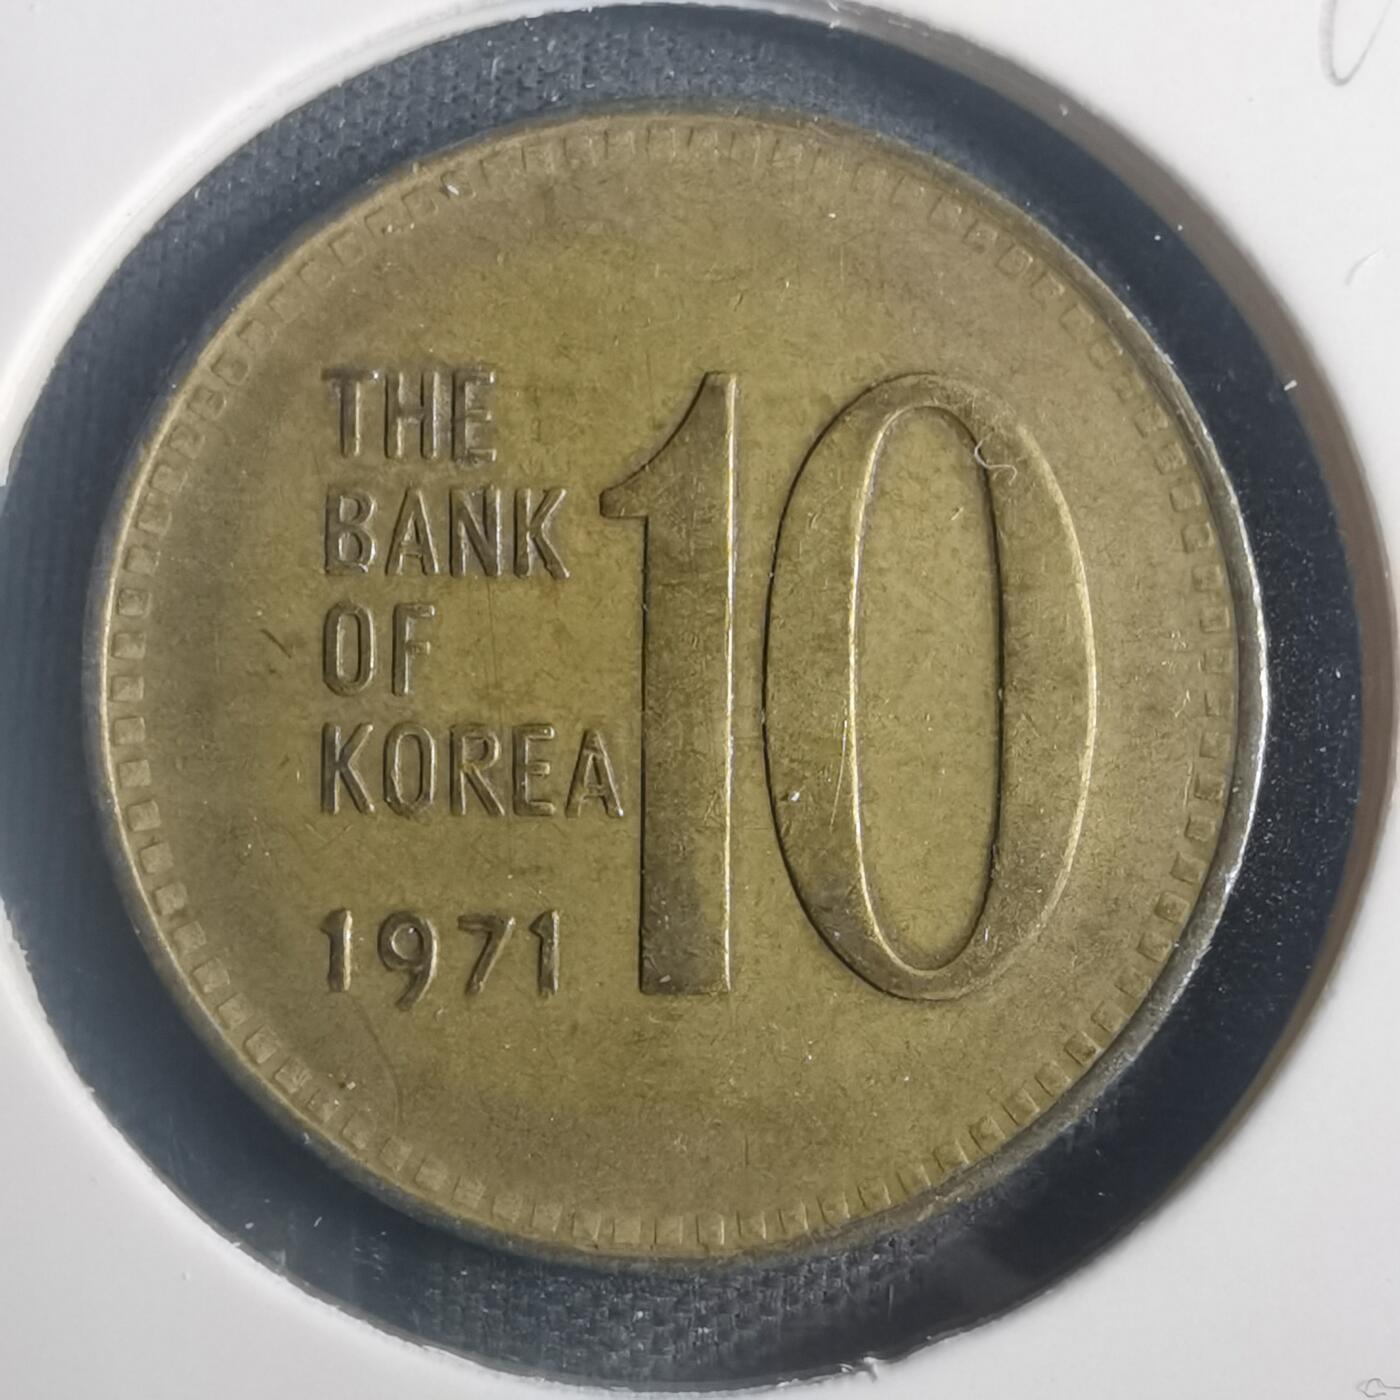 THE
BANK
OF
KOREA
1971
10